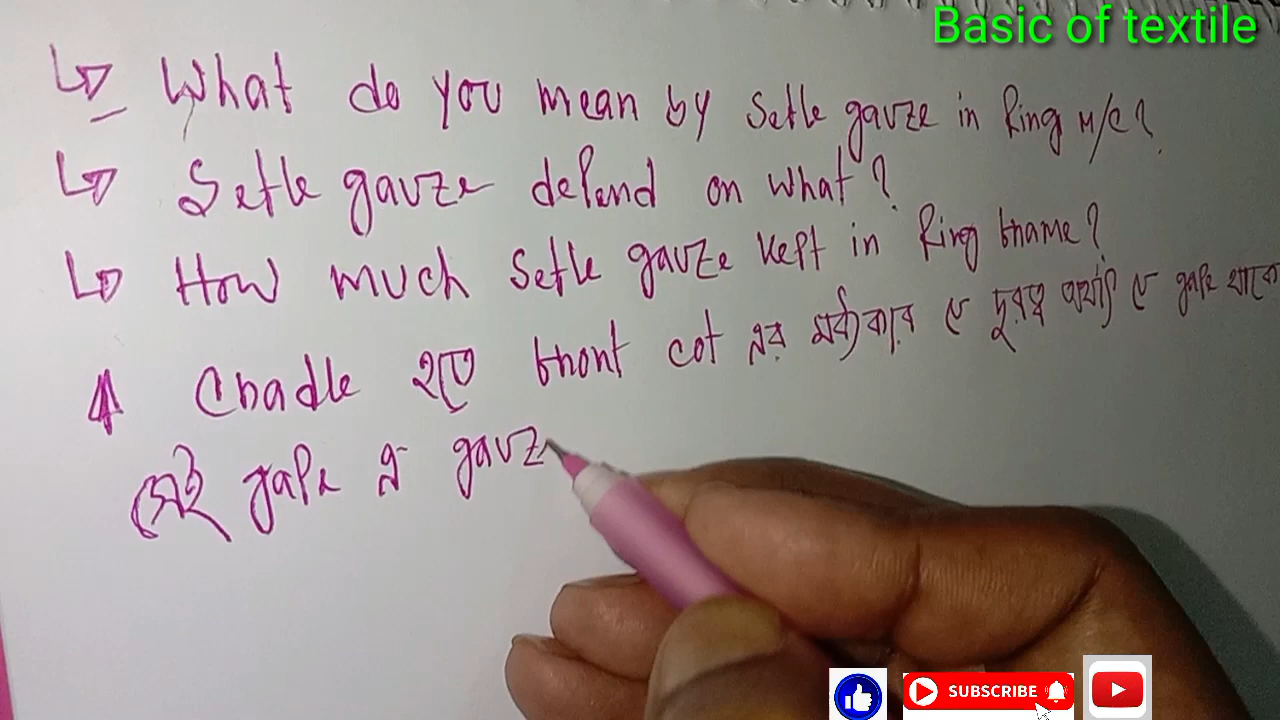 Basic of textile
What do you mean by Setle gauze in Ring M/C?
Setle gauze depend on what?
How much Setle gauze kept in Ring frame?
Cradle হতে front cot এর মধ্যকার যে দূরত্ব অর্থাৎ যে gape থাকে
সেই gape এ gauz
SUBSCRIBE